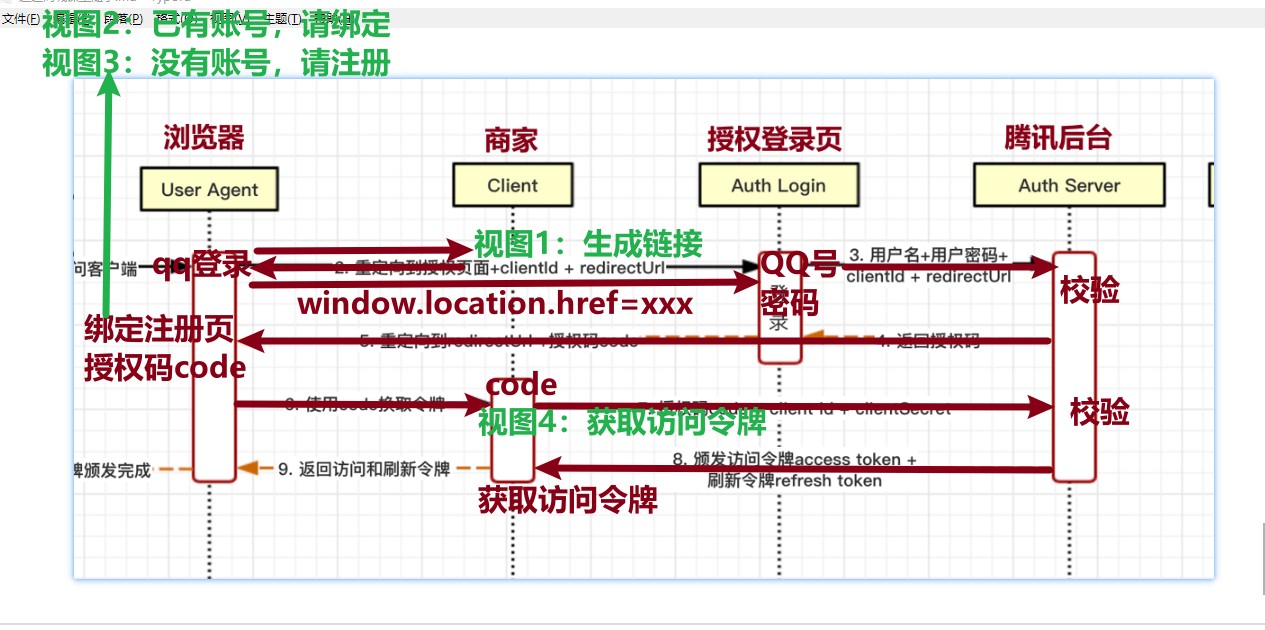 文件(F)
段落(P)
格式(O)
视图(V)
主题(T)
视图2：已有账号，请绑定
视图3：没有账号，请注册
浏览器
商家
授权登录页
腾讯后台
User Agent
Client
Auth Login
Auth Server
视图1：生成链接
问客户端
qq登录
2. 重定向到授权页面+clientId + redirectUrl
QQ号
密码
3. 用户名+用户密码+
clientId + redirectUrl
校验
window.location.href=xxx
录
绑定注册页
授权码code
5. 重定向到redirectUrl +授权码code
4. 返回授权码
code
6. 使用code换取令牌
视图4：获取访问令牌
client id + clientSecret
校验
牌颁发完成
9. 返回访问和刷新令牌
8. 颁发访问令牌access token +
刷新令牌refresh token
获取访问令牌